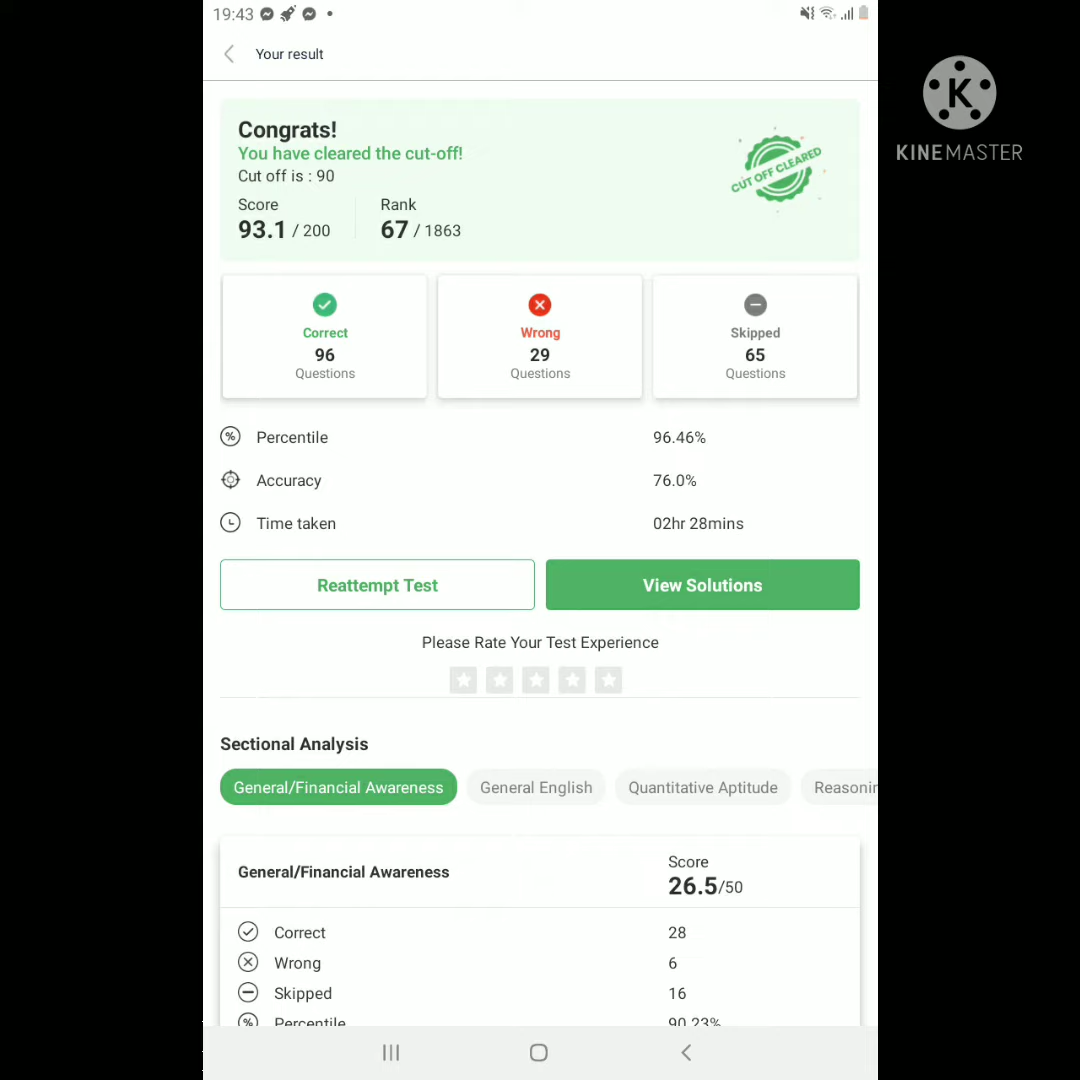 19:43
Your result
Congrats!
You have cleared the cut-off!
Cut off is : 90
CUT OFF CLEARED
Score Rank
93.1 / 200 67 / 1863
Correct Wrong Skipped
96 29 65
Questions Questions Questions
Percentile 96.46%
Accuracy 76.0%
Time taken 02hr 28mins
Reattempt Test View Solutions
Please Rate Your Test Experience
Sectional Analysis
General/Financial Awareness General English Quantitative Aptitude
General/Financial Awareness
Score
26.5/50
Correct 28
Wrong 6
Skipped 16
Percentile 90.23%
K
KINEMASTER